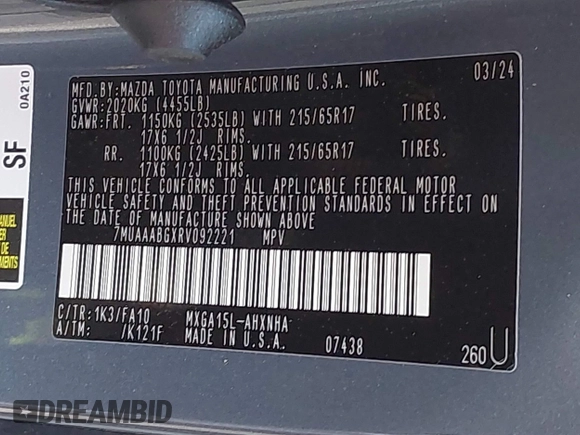 MFD.BY:MAZDA TOYOTA MANUFACTURING U.S.A. INC. 03/24
GVWR:2020KG (4455LB)
GAWR:FRT. 1150KG (2535LB) WITH 215/65R17 TIRES.
17X6 1/2J RIMS.
RR. 1100KG (2425LB) WITH 215/65R17 TIRES.
17X6 1/2J RIMS.
THIS VEHICLE CONFORMS TO ALL APPLICABLE FEDERAL MOTOR
VEHICLE SAFETY AND THEFT PREVENTION STANDARDS IN EFFECT ON
THE DATE OF MANUFACTURE SHOWN ABOVE
7MUAAABGXRV092221 MPV
C/TR:1K3/FA10 MXGA15L-AHXNHA
A/TM: /K121F MADE IN U.S.A. 07438 260U
0A210
SF
DREAMBID